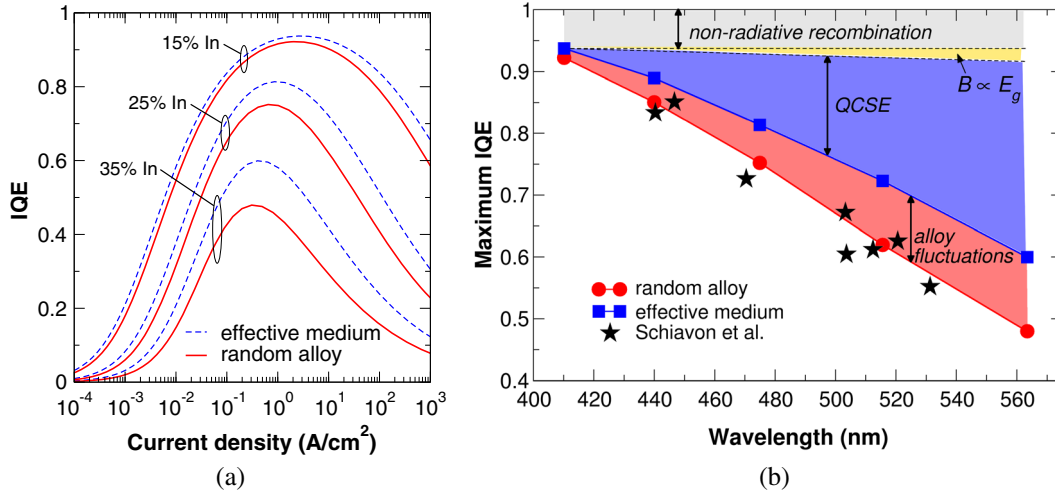 1
0.8
0.6
0.4
0.2
0
IQE
15% In
25% In
35% In
effective medium
random alloy
10^-4
10^-3
10^-2
10^-1
10^0
10^1
10^2
10^3
Current density (A/cm^2)
(a)
1
0.9
0.8
0.7
0.6
0.5
0.4
Maximum IQE
non-radiative recombination
B ∝ E_g
QCSE
alloy
fluctuations
random alloy
effective medium
Schiavon et al.
400
420
440
460
480
500
520
540
560
Wavelength (nm)
(b)